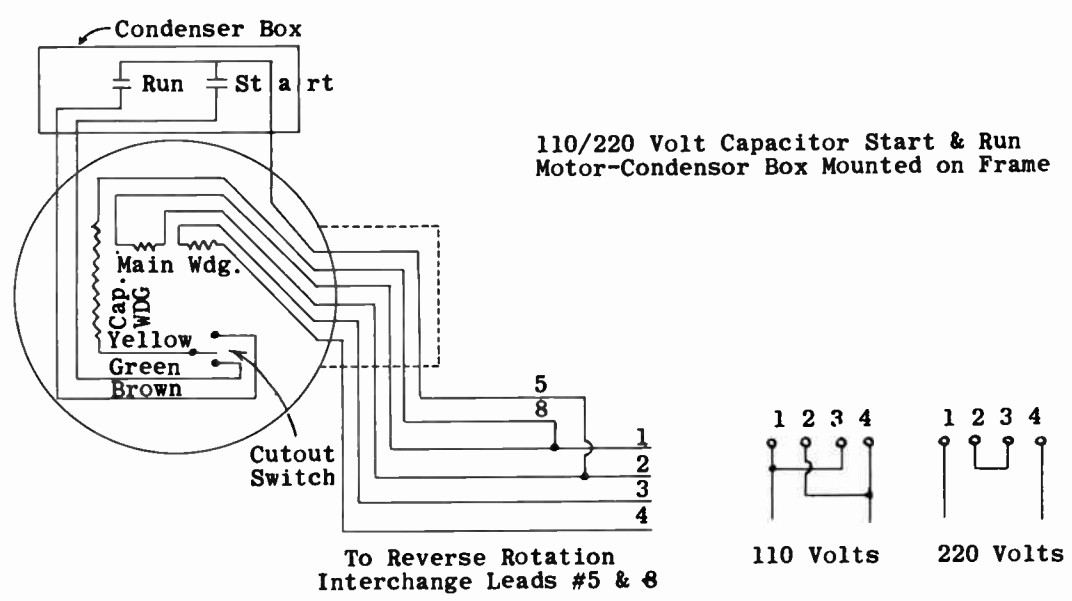 Condenser Box
Run
Start
110/220 Volt Capacitor Start & Run
Motor-Condensor Box Mounted on Frame
Main Wdg.
Cap.
WDG
Yellow
Green
Brown
Cutout
Switch
5
8
1
2
3
4
To Reverse Rotation
Interchange Leads #5 & 8
1 2 3 4
110 Volts
1 2 3 4
220 Volts